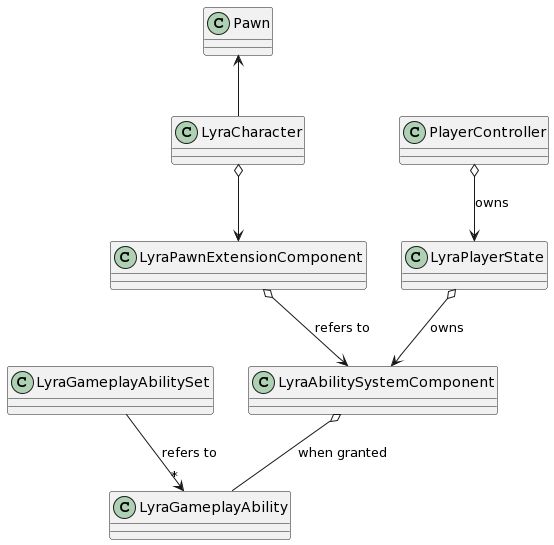 C Pawn
C LyraCharacter
C PlayerController
owns
C LyraPawnExtensionComponent
C LyraPlayerState
refers to
owns
C LyraGameplayAbilitySet
C LyraAbilitySystemComponent
refers to
when granted
*
C LyraGameplayAbility